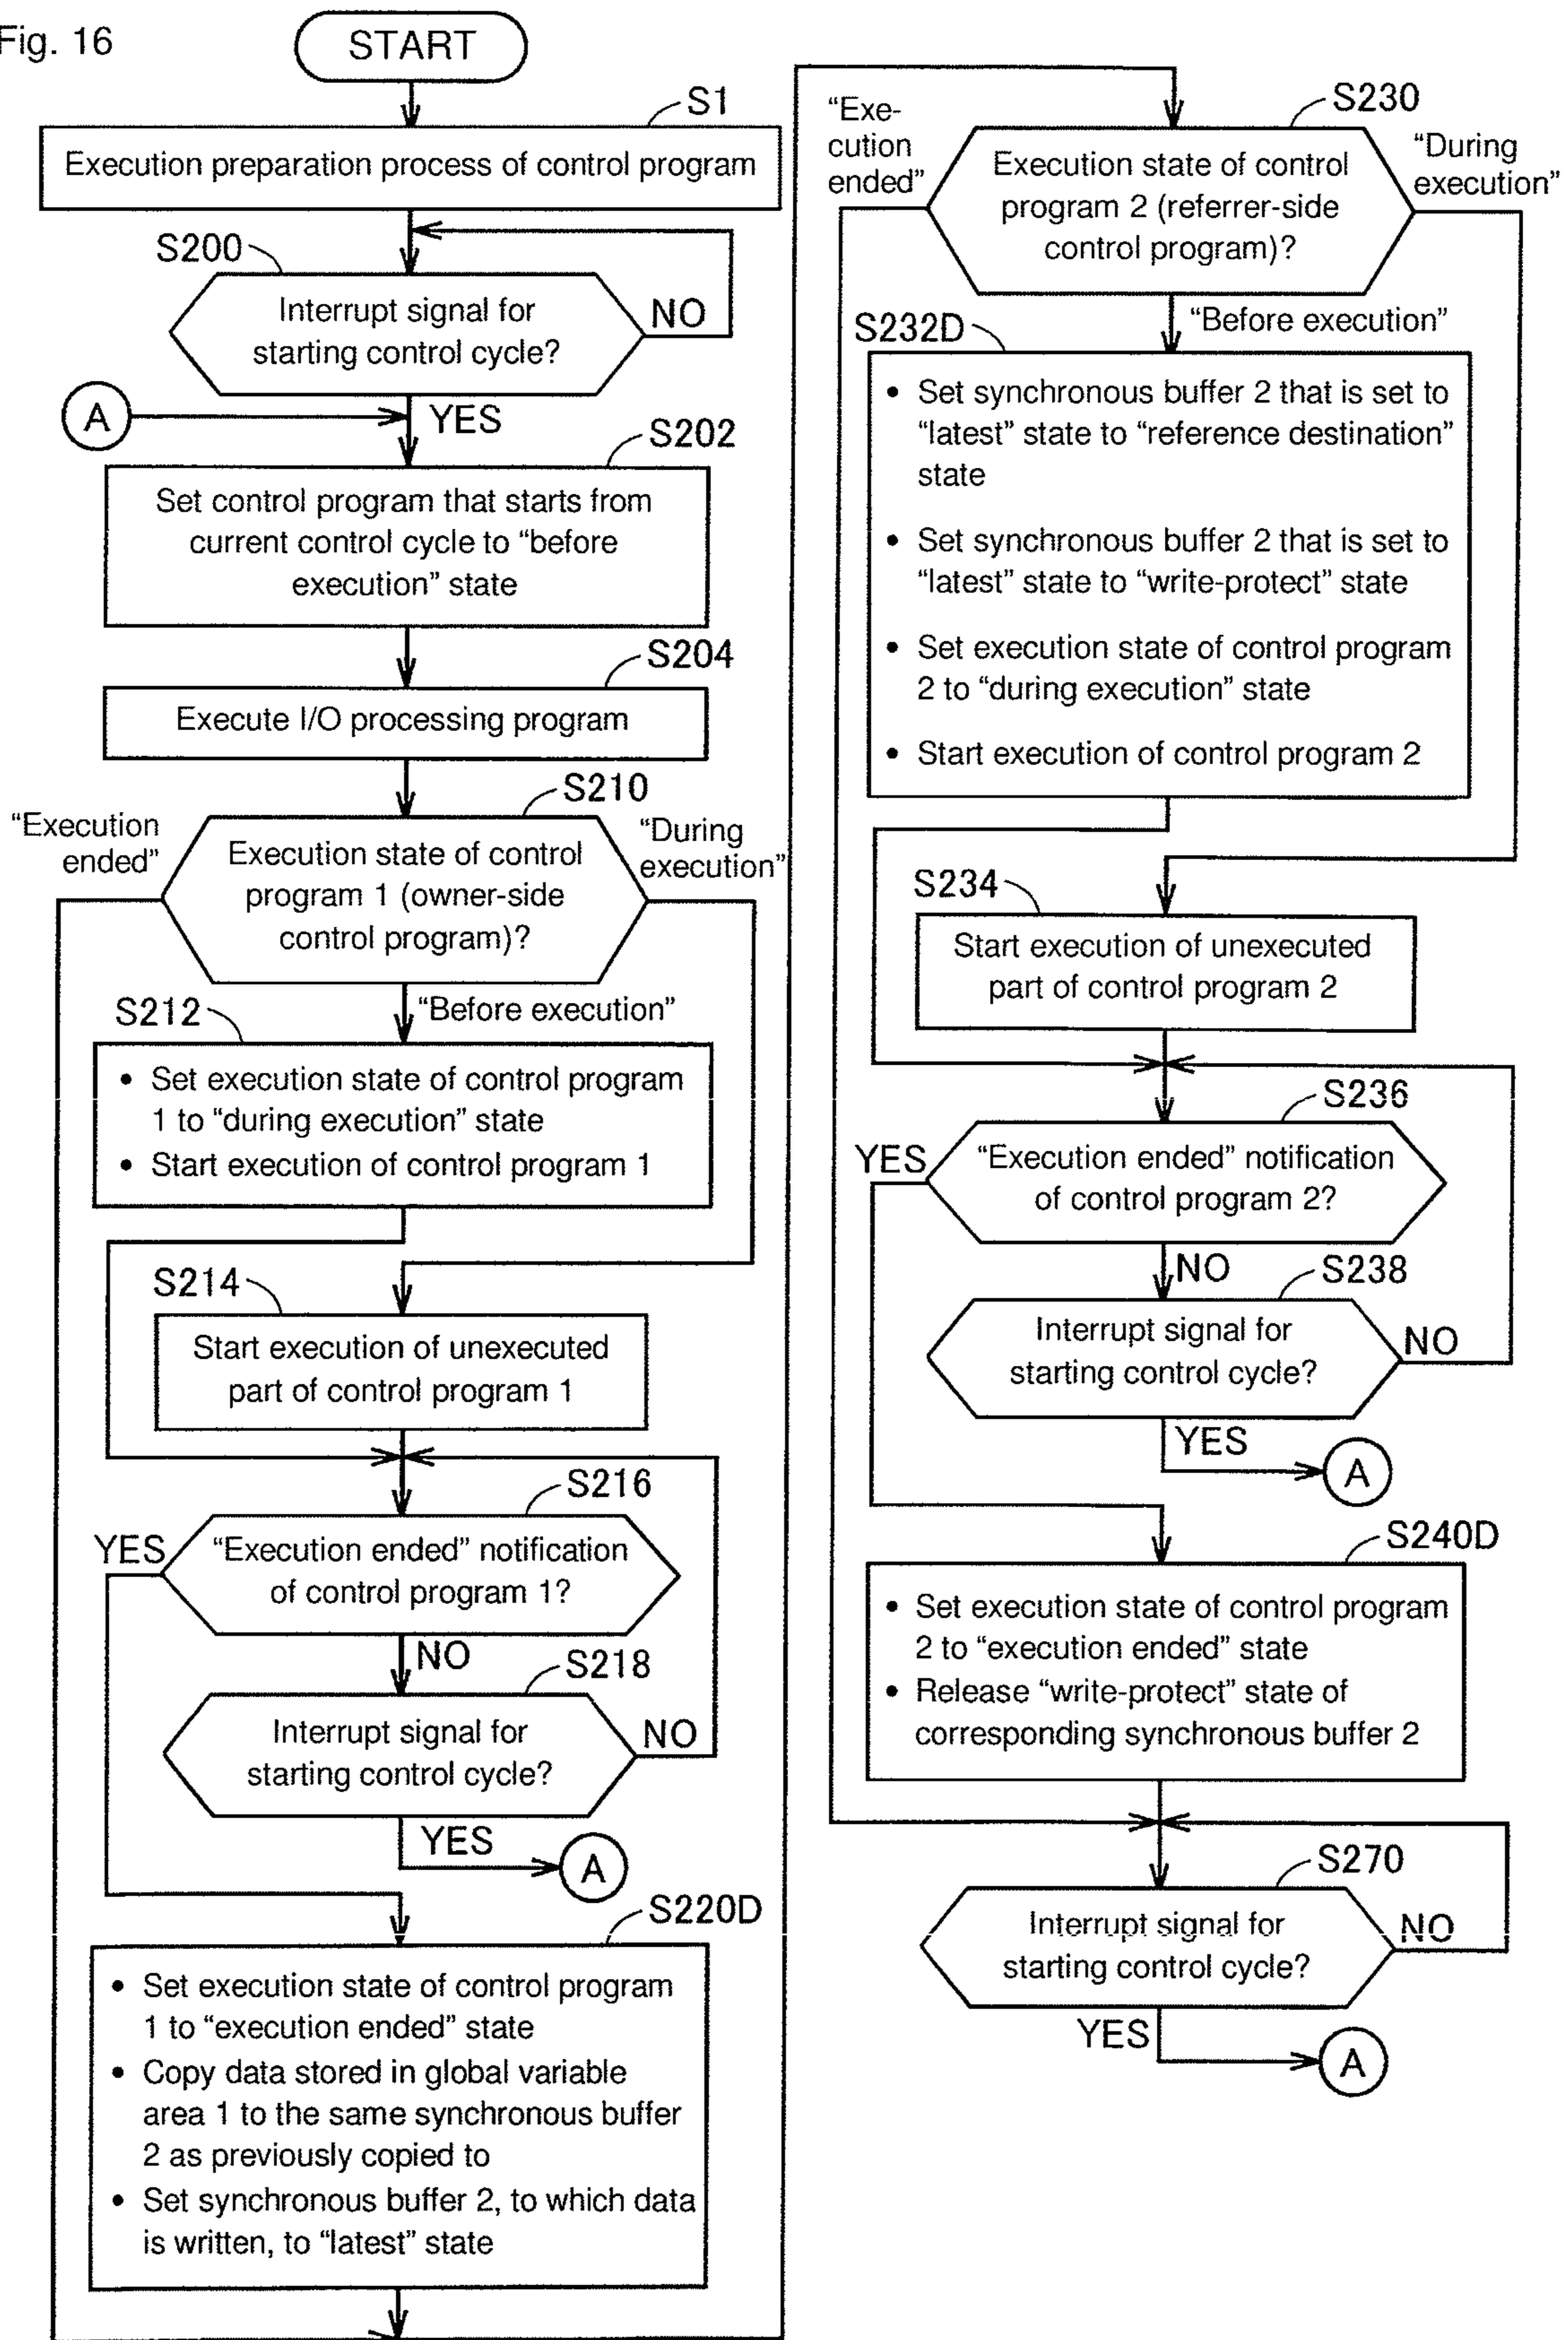 Fig. 16
START
S1
Execution preparation process of control program
S200
Interrupt signal for
starting control cycle?
NO
A
YES
S202
Set control program that starts from
current control cycle to “before
execution” state
S204
Execute I/O processing program
S210
“Execution
ended”
“During
execution”
Execution state of control
program 1 (owner-side
control program)?
“Before execution”
S212
• Set execution state of control program
1 to “during execution” state
• Start execution of control program 1
S214
Start execution of unexecuted
part of control program 1
S216
YES
“Execution ended” notification
of control program 1?
NO
S218
Interrupt signal for
starting control cycle?
NO
YES
A
S220D
• Set execution state of control program
1 to “execution ended” state
• Copy data stored in global variable
area 1 to the same synchronous buffer
2 as previously copied to
• Set synchronous buffer 2, to which data
is written, to “latest” state
S230
“Exe-
cution
ended”
“During
execution”
Execution state of control
program 2 (referrer-side
control program)?
“Before execution”
S232D
• Set synchronous buffer 2 that is set to
“latest” state to “reference destination”
state
• Set synchronous buffer 2 that is set to
“latest” state to “write-protect” state
• Set execution state of control program
2 to “during execution” state
• Start execution of control program 2
S234
Start execution of unexecuted
part of control program 2
S236
YES
“Execution ended” notification
of control program 2?
NO
S238
Interrupt signal for
starting control cycle?
NO
YES
A
S240D
• Set execution state of control program
2 to “execution ended” state
• Release “write-protect” state of
corresponding synchronous buffer 2
S270
Interrupt signal for
starting control cycle?
NO
YES
A